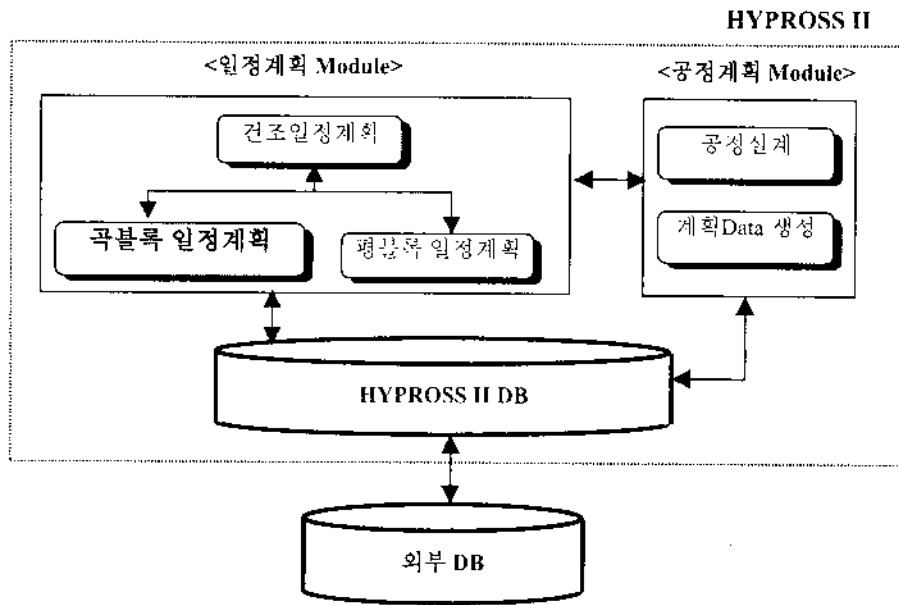 HYPROSS II
<일정계획 Module>
<공정계획 Module>
건조일정계획
공정설계
곡블록 일정계획
평블록 일정계획
계획Data 생성
HYPROSS II DB
외부 DB